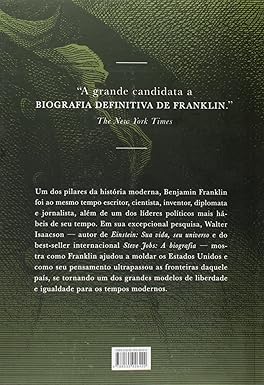 “A grande candidata a
BIOGRAFIA DEFINITIVA DE FRANKLIN.”
The New York Times
Um dos pilares da história moderna, Benjamin Franklin
foi ao mesmo tempo escritor, cientista, inventor, diplomata
e jornalista, além de um dos líderes políticos mais há-
beis de seu tempo. Em sua excepcional pesquisa, Walter
Isaacson — autor de Einstein: Sua vida, seu universo e do
best-seller internacional Steve Jobs: A biografia — mos-
tra como Franklin ajudou a moldar os Estados Unidos e
como seu pensamento ultrapassou as fronteiras daquele
país, se tornando um dos grandes modelos de liberdade
e igualdade para os tempos modernos.